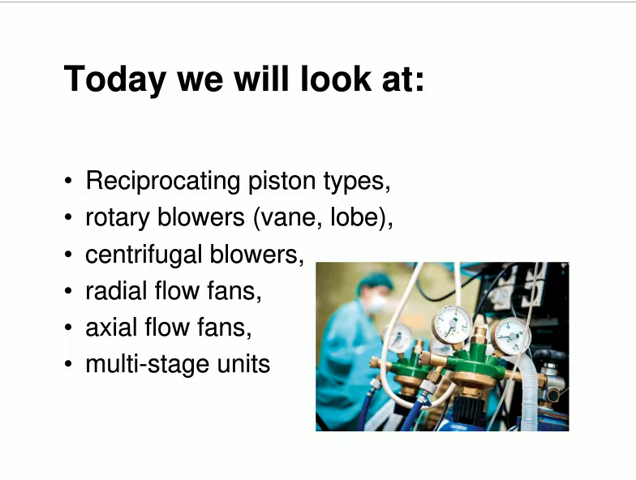 Today we will look at:
• Reciprocating piston types,
• rotary blowers (vane, lobe),
• centrifugal blowers,
• radial flow fans,
• axial flow fans,
• multi-stage units